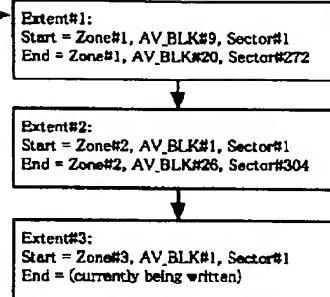 Extent#1:
Start = Zone#1, AV_BLK#9, Sector#1
End = Zone#1, AV_BLK#20, Sector#272
Extent#2:
Start = Zone#2, AV_BLK#1, Sector#1
End = Zone#2, AV_BLK#26, Sector#304
Extent#3:
Start = Zone#3, AV_BLK#1, Sector#1
End = (currently being written)